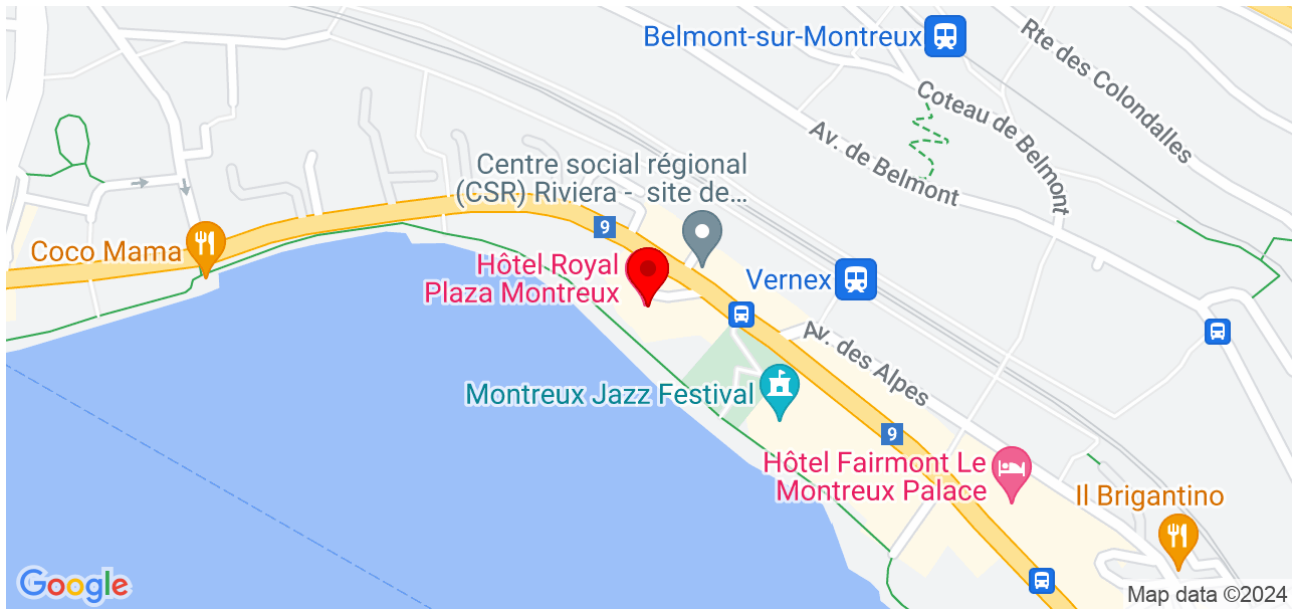 Belmont-sur-Montreux
Rte des Colondalles
Coteau de Belmont
Av. de Belmont
Centre social régional
(CSR) Riviera - site de...
9
Coco Mama
Hôtel Royal
Plaza Montreux
Vernex
Av. des Alpes
Montreux Jazz Festival
9
Hôtel Fairmont Le
Montreux Palace
Il Brigantino
Google
Map data ©2024